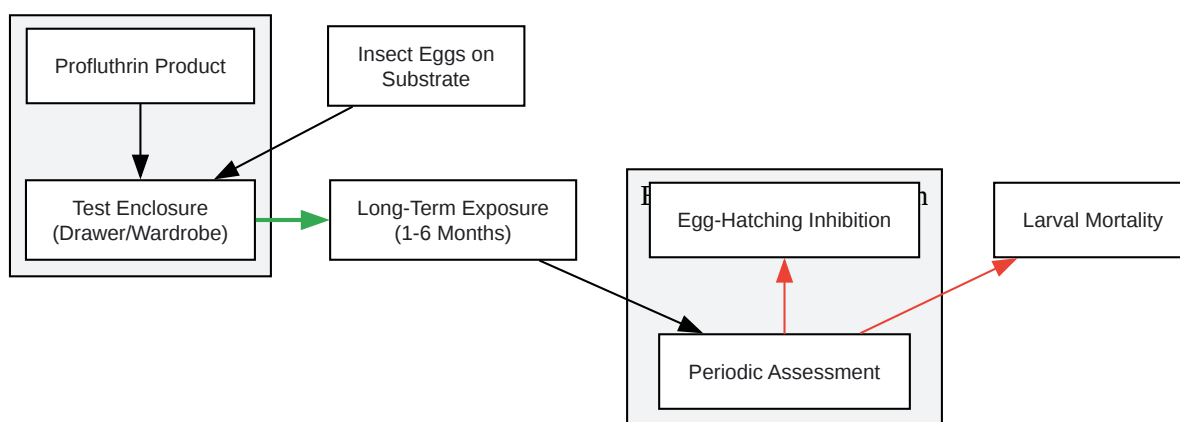 Profluthrin Product
Insect Eggs on
Substrate
Test Enclosure
(Drawer/Wardrobe)
Long-Term Exposure
(1-6 Months)
Egg-Hatching Inhibition
Larval Mortality
Periodic Assessment